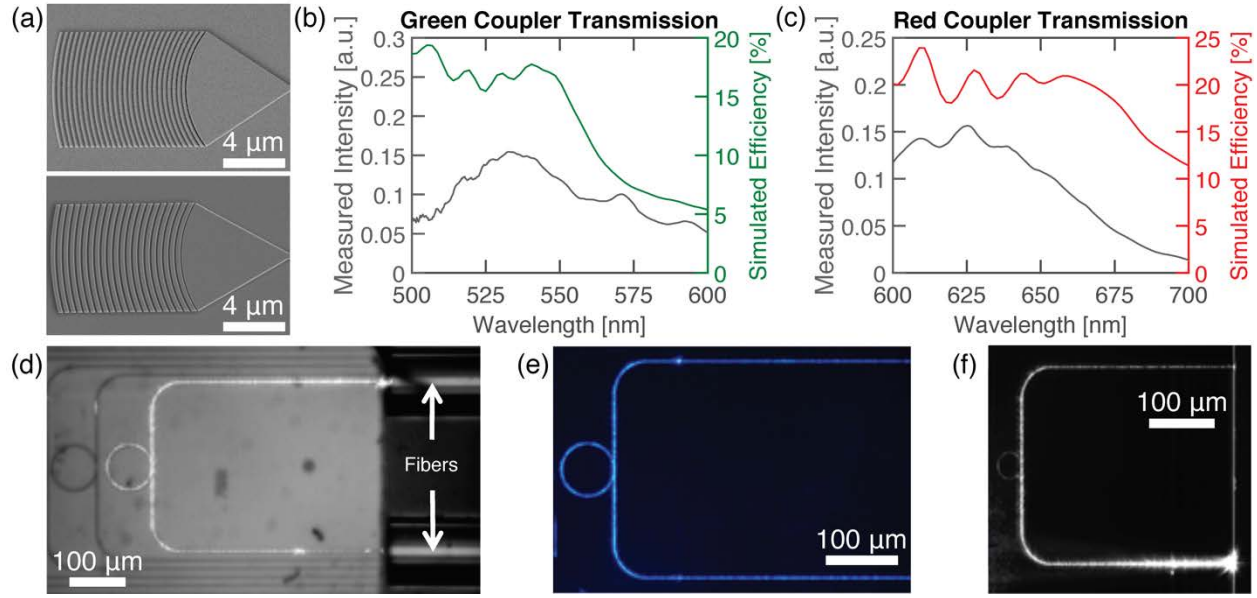 (a)
4 μm
4 μm
(b)
Green Coupler Transmission
Measured Intensity [a.u.]
0.3
0.25
0.2
0.15
0.1
0.05
0
500
525
550
575
600
Wavelength [nm]
20
15
10
5
0
Simulated Efficiency [%]
(c)
Red Coupler Transmission
Measured Intensity [a.u.]
0.25
0.2
0.15
0.1
0.05
0
600
625
650
675
700
Wavelength [nm]
25
20
15
10
5
0
Simulated Efficiency [%]
(d)
Fibers
100 μm
(e)
100 μm
(f)
100 μm